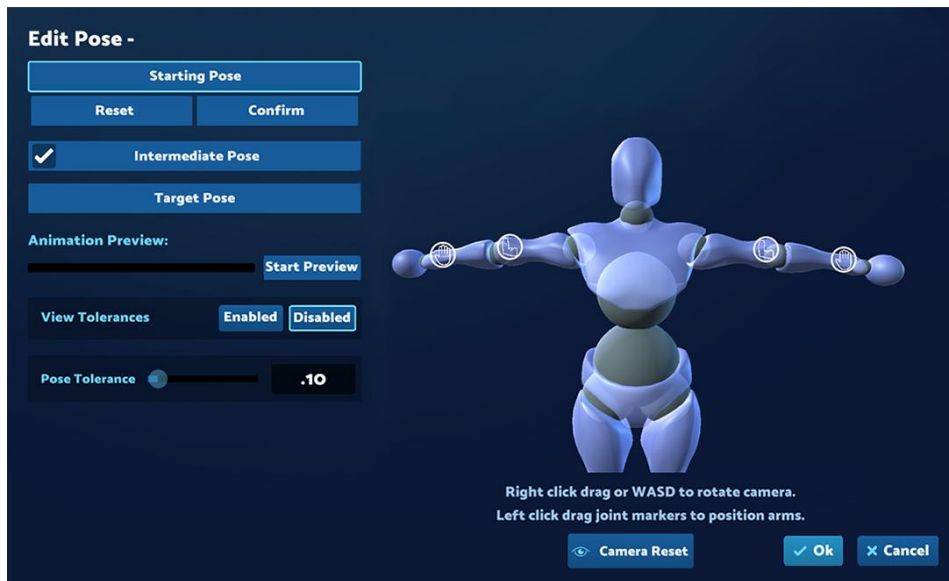 Edit Pose -
Starting Pose
Reset
Confirm
Intermediate Pose
Target Pose
Animation Preview:
Start Preview
View Tolerances
Enabled
Disabled
Pose Tolerance
.10
Right click drag or WASD to rotate camera.
Left click drag joint markers to position arms.
Camera Reset
Ok
Cancel